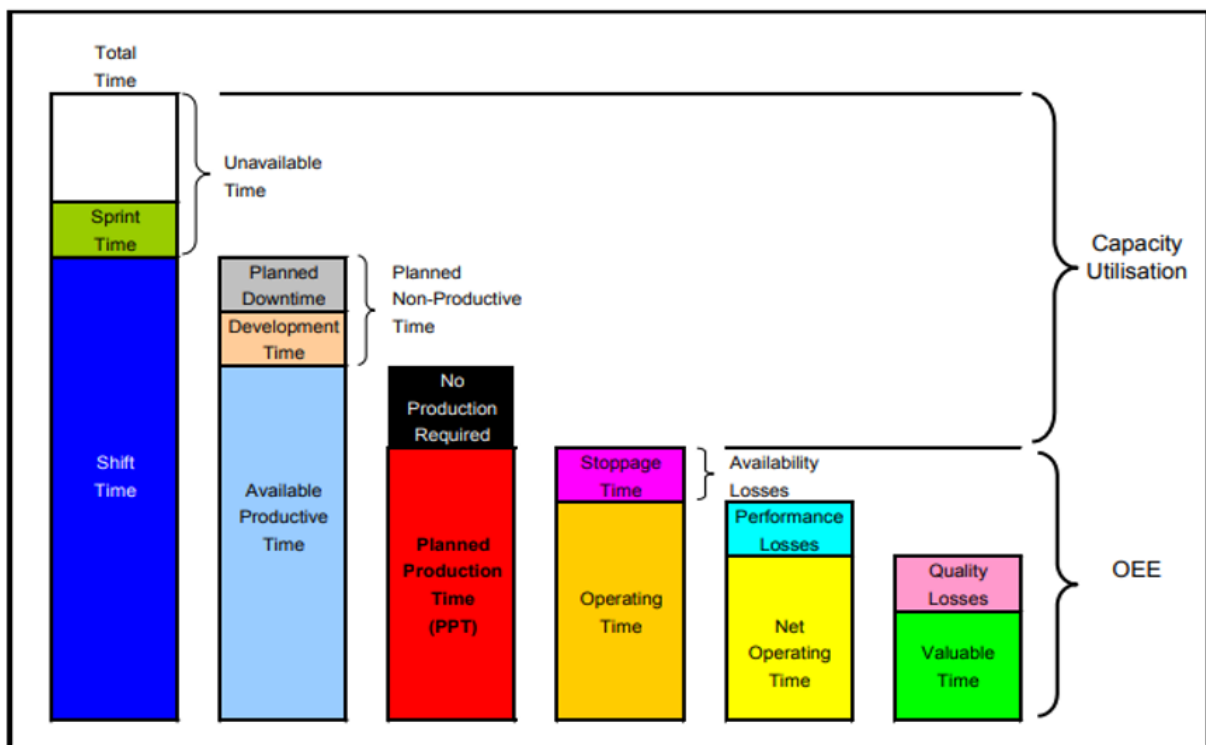 Total
Time
Unavailable
Time
Sprint
Time
Shift
Time
Planned
Downtime
Development
Time
Planned
Non-Productive
Time
Available
Productive
Time
No
Production
Required
Planned
Production
Time
(PPT)
Stoppage
Time
Availability
Losses
Operating
Time
Performance
Losses
Net
Operating
Time
Quality
Losses
Valuable
Time
Capacity
Utilisation
OEE